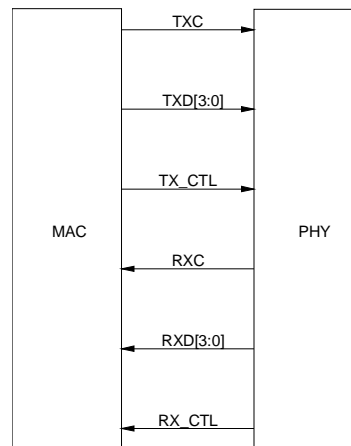 TXC
TXD[3:0]
TX_CTL
MAC
PHY
RXC
RXD[3:0]
RX_CTL